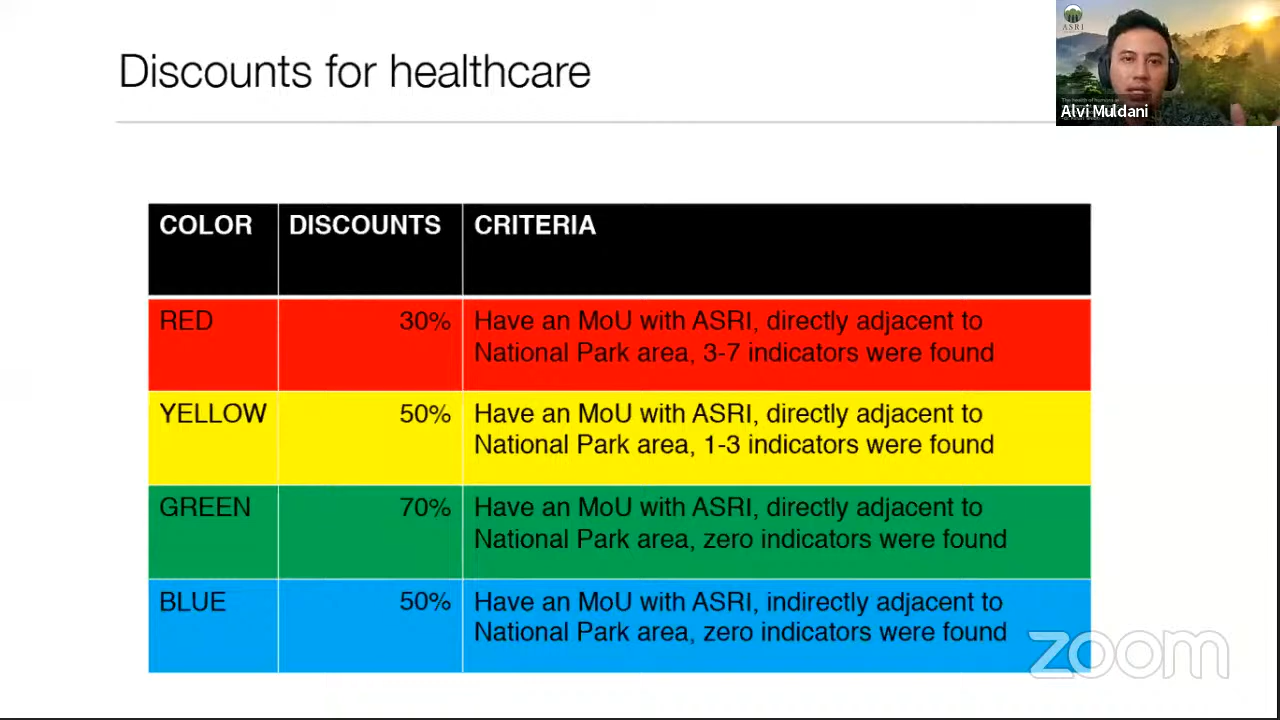 Discounts for healthcare
ASRI
Alvi Muldani
COLOR DISCOUNTS CRITERIA
RED 30% Have an MoU with ASRI, directly adjacent to
National Park area, 3-7 indicators were found
YELLOW 50% Have an MoU with ASRI, directly adjacent to
National Park area, 1-3 indicators were found
GREEN 70% Have an MoU with ASRI, directly adjacent to
National Park area, zero indicators were found
BLUE 50% Have an MoU with ASRI, indirectly adjacent to
National Park area, zero indicators were found
zoom